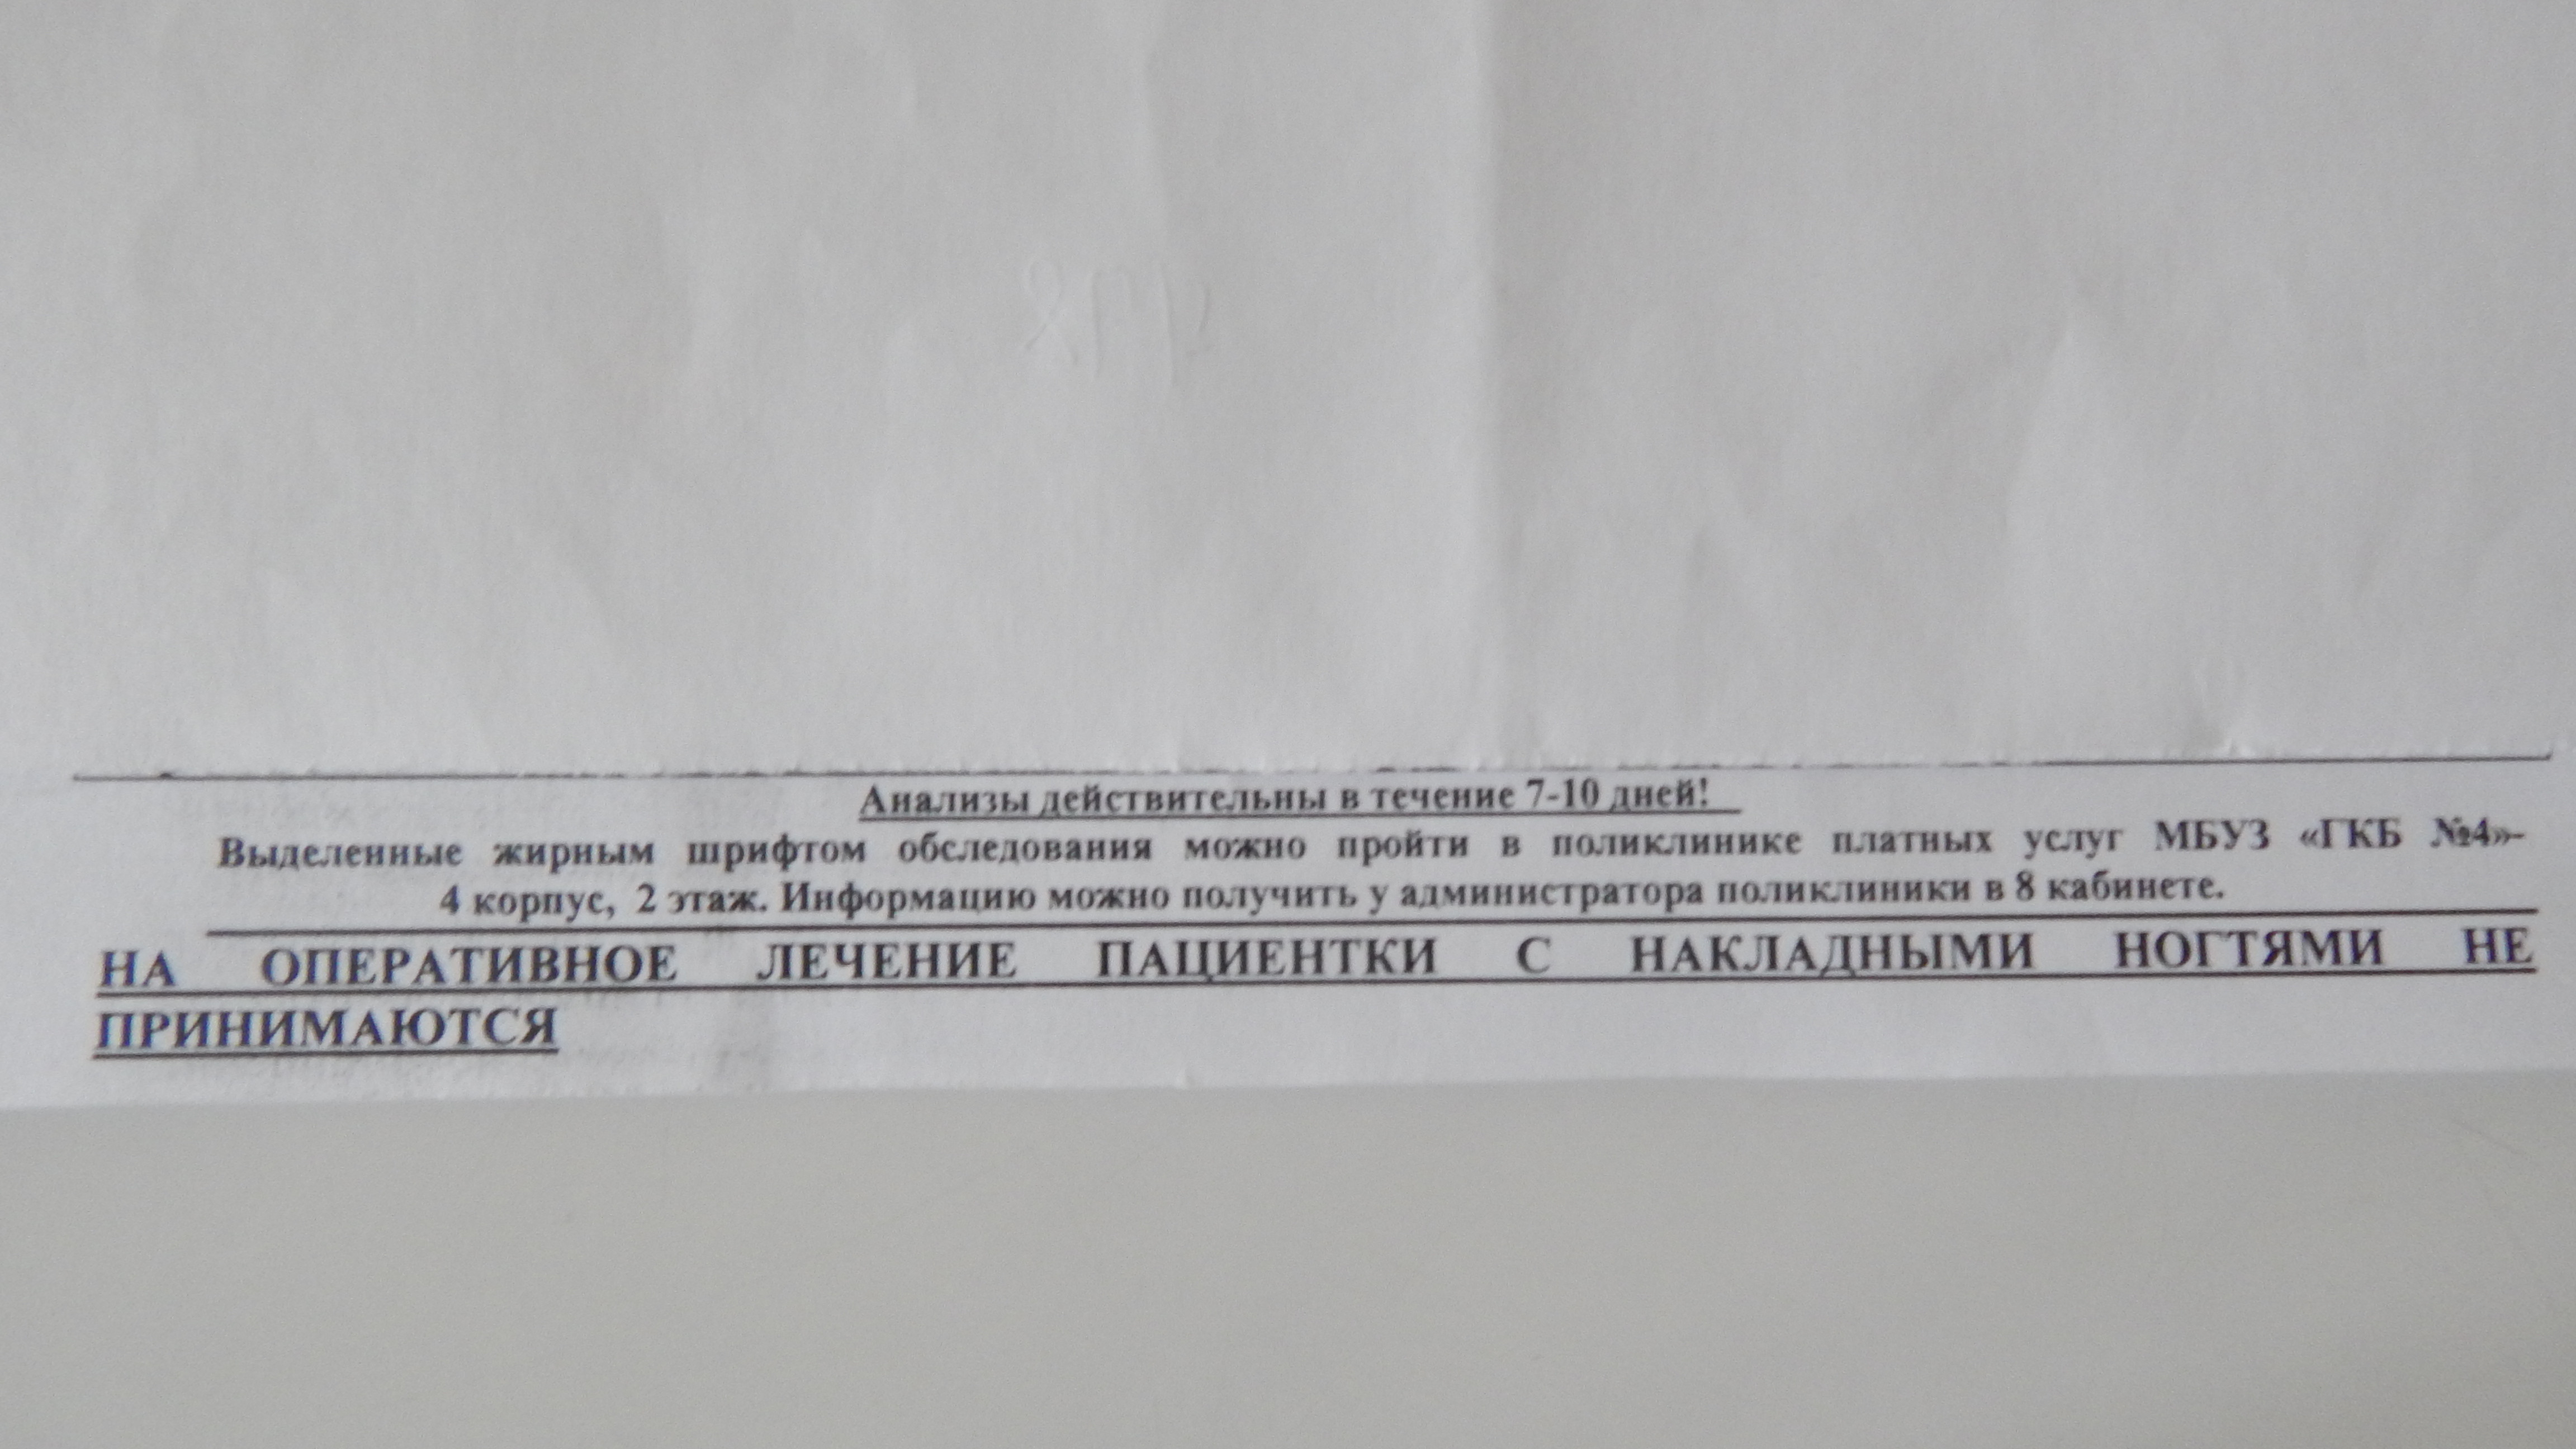 Анализы действительны в течение 7-10 дней!
Выделенные жирным шрифтом обследования можно пройти в поликлинике платных услуг МБУЗ «ГКБ №4»-
4 корпус, 2 этаж. Информацию можно получить у администратора поликлиники в 8 кабинете.
НА ОПЕРАТИВНОЕ ЛЕЧЕНИЕ ПАЦИЕНТКИ С НАКЛАДНЫМИ НОГТЯМИ НЕ
ПРИНИМАЮТСЯ